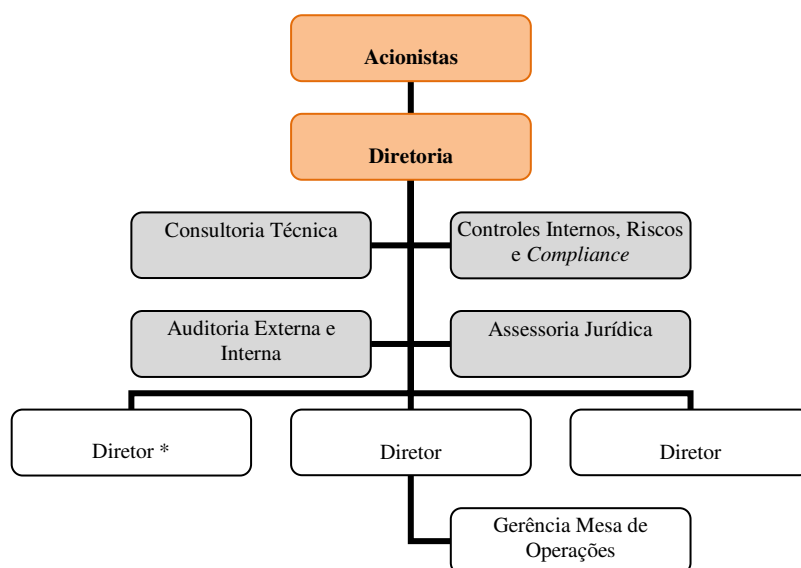 Acionistas
Diretoria
Consultoria Técnica
Controles Internos, Riscos
e Compliance
Auditoria Externa e
Interna
Assessoria Jurídica
Diretor *
Diretor
Diretor
Gerência Mesa de
Operações